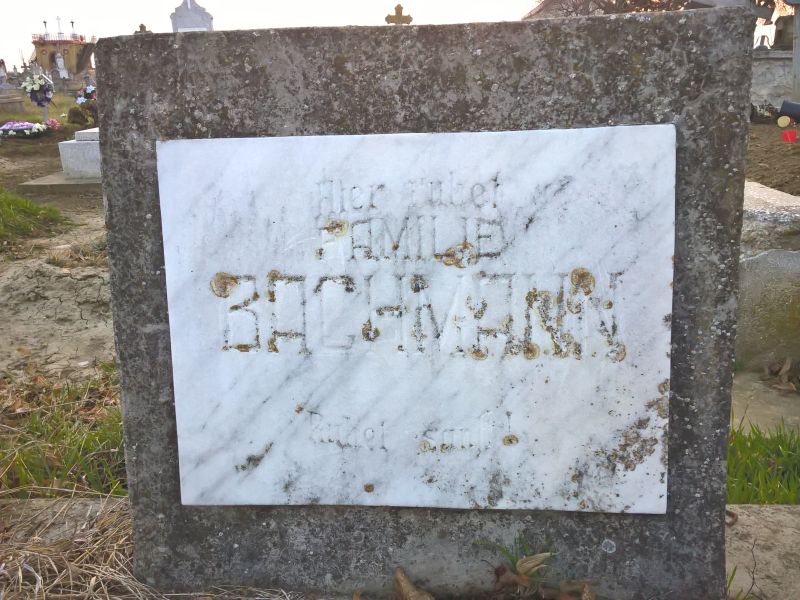 Hier ruhet
FAMILIE
BACHMANN
Ruhet sanft!